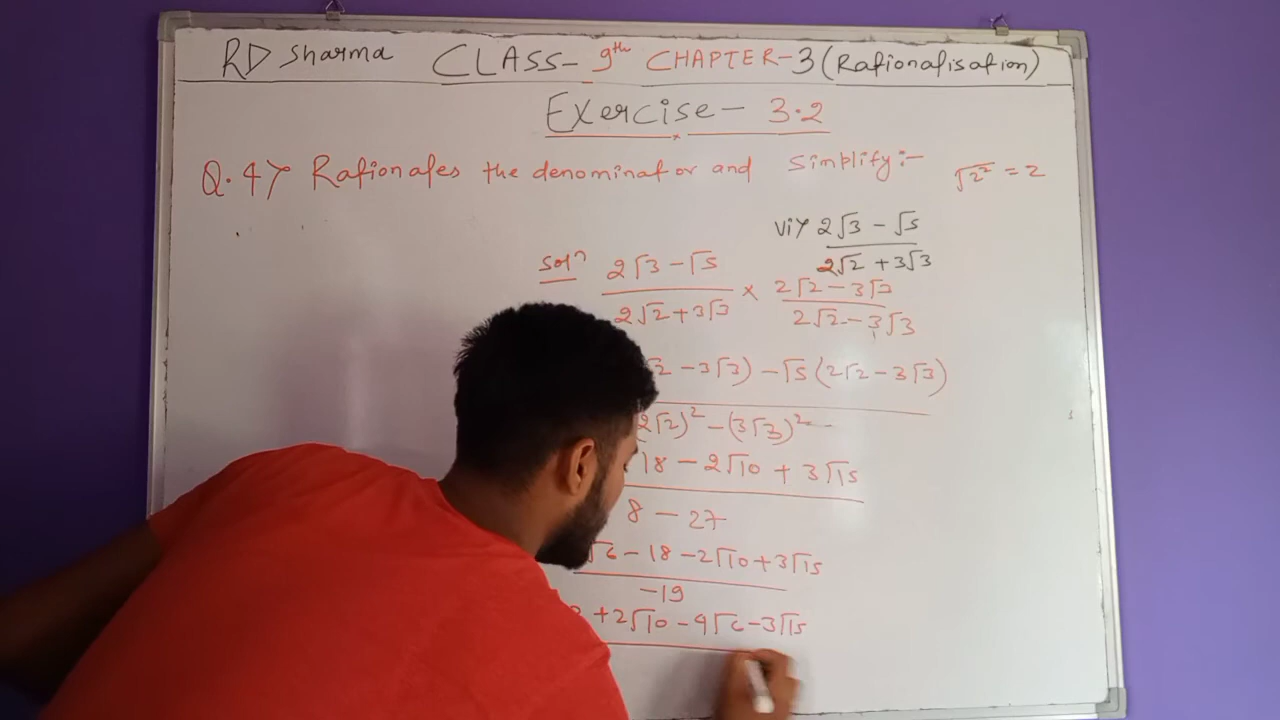 RD Sharma CLASS- 9th CHAPTER-3 (Rationalisation)
Exercise- 3.2
Q.4> Rationales the denominator and Simplify:-
√2² = 2
vi> 2√3 - √5
2√2 + 3√3
Solⁿ 2√3 - √5
2√2 + 3√3
× 2√2 - 3√3
2√2 - 3√3
2 - 3√3) - √5 (2√2 - 3√3)
2√2)² - (3√3)²
18 - 2√10 + 3√15
8 - 27
√6 - 18 - 2√10 + 3√15
-19
+ 2√10 - 4√6 - 3√15